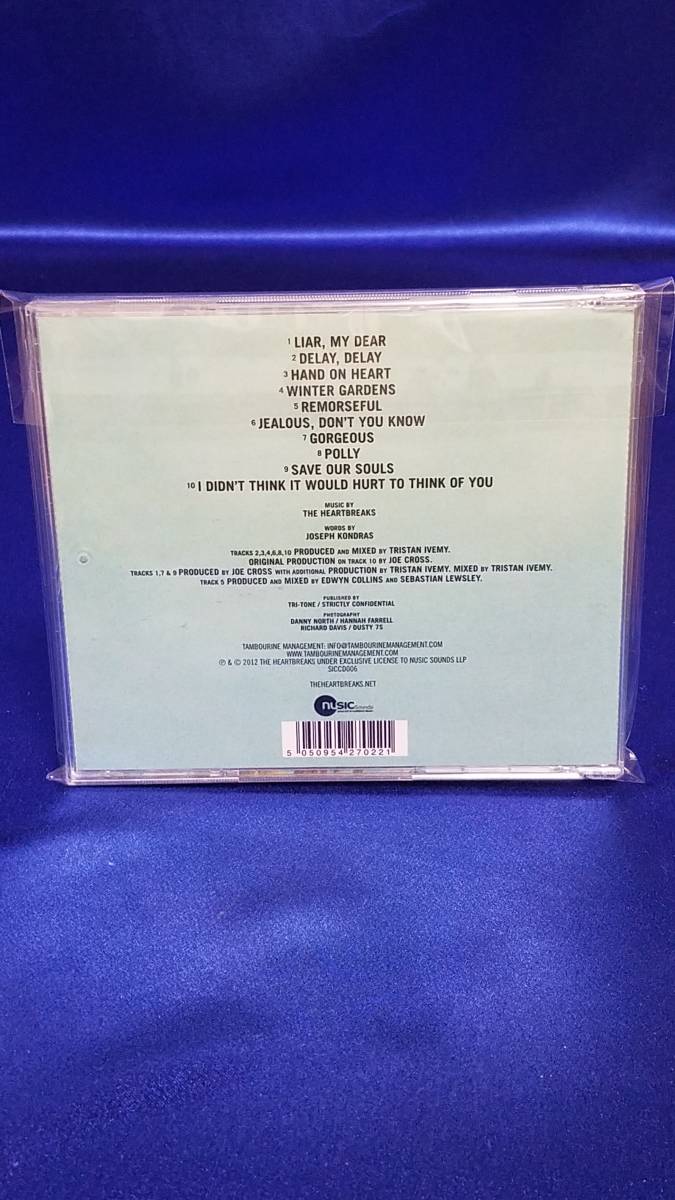 1 LIAR, MY DEAR
2 DELAY, DELAY
3 HAND ON HEART
4 WINTER GARDENS
5 REMORSEFUL
6 JEALOUS, DON'T YOU KNOW
7 GORGEOUS
8 POLLY
9 SAVE OUR SOULS
10 I DIDN'T THINK IT WOULD HURT TO THINK OF YOU
MUSIC BY
THE HEARTBREAKS
WORDS BY
JOSEPH KONDRAS
TRACKS 2,3,4,6,8,10 PRODUCED AND MIXED BY TRISTAN IVEMY.
ORIGINAL PRODUCTION ON TRACK 10 BY JOE CROSS.
TRACKS 1,7 & 9 PRODUCED BY JOE CROSS WITH ADDITIONAL PRODUCTION BY TRISTAN IVEMY. MIXED BY TRISTAN IVEMY.
TRACK 5 PRODUCED AND MIXED BY EDWYN COLLINS AND SEBASTIAN LEWSLEY.
PUBLISHED BY
TRI-TONE / STRICTLY CONFIDENTIAL
PHOTOGRAPHY
DANNY NORTH / HANNAH FARRELL
RICHARD DAVIS / DUSTY 7S
TAMBOURINE MANAGEMENT: INFO@TAMBOURINEMANAGEMENT.COM
WWW.TAMBOURINEMANAGEMENT.COM
℗ & © 2012 THE HEARTBREAKS UNDER EXCLUSIVE LICENSE TO NUSIC SOUNDS LLP
SICCD006
THEHEARTBREAKS.NET
nuSIC Sounds
5 050954 270221